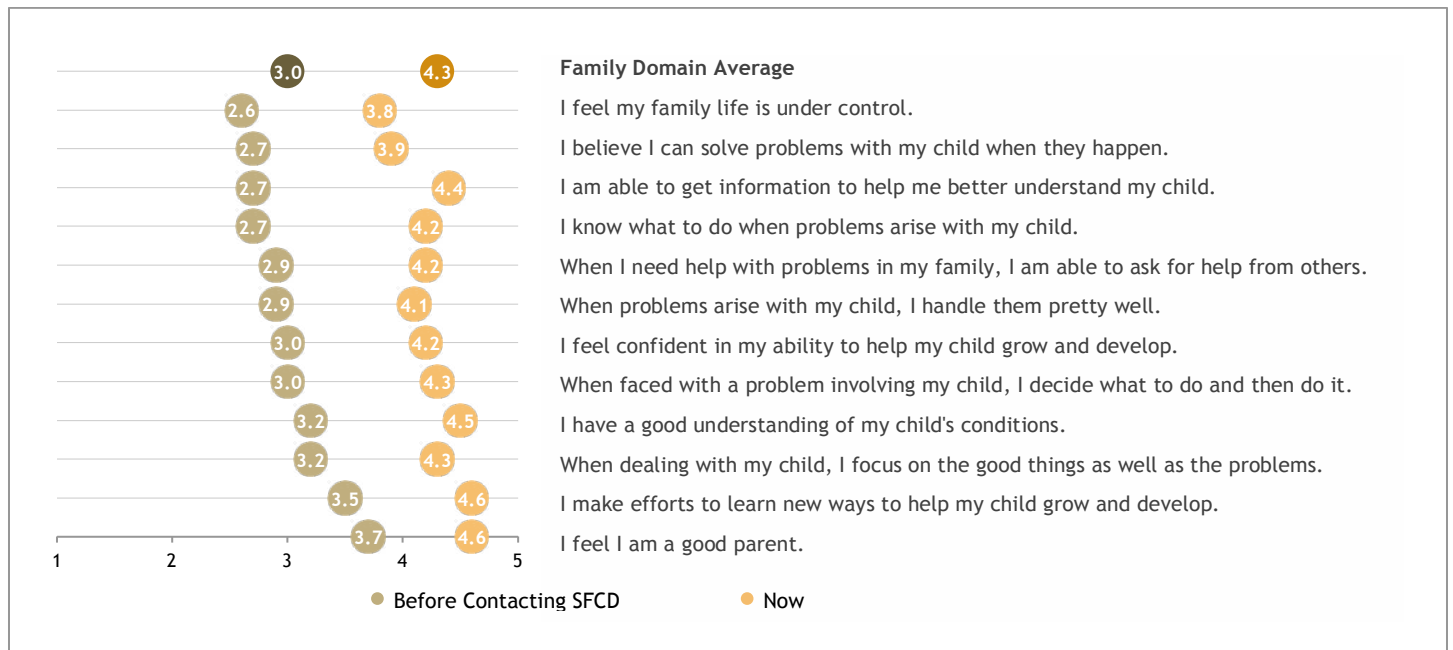 3.0 4.3 Family Domain Average
2.6 3.8 I feel my family life is under control.
2.7 3.9 I believe I can solve problems with my child when they happen.
2.7 4.4 I am able to get information to help me better understand my child.
2.7 4.2 I know what to do when problems arise with my child.
2.9 4.2 When I need help with problems in my family, I am able to ask for help from others.
2.9 4.1 When problems arise with my child, I handle them pretty well.
3.0 4.2 I feel confident in my ability to help my child grow and develop.
3.0 4.3 When faced with a problem involving my child, I decide what to do and then do it.
3.2 4.5 I have a good understanding of my child's conditions.
3.2 4.3 When dealing with my child, I focus on the good things as well as the problems.
3.5 4.6 I make efforts to learn new ways to help my child grow and develop.
3.7 4.6 I feel I am a good parent.
1 2 3 4 5
Before Contacting SFCD Now